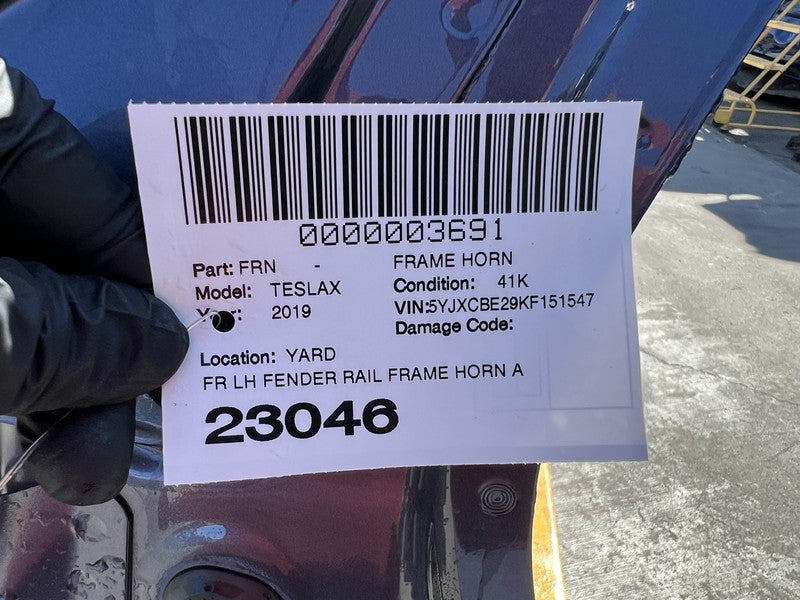 0000003691
Part: FRN - FRAME HORN
Model: TESLAX Condition: 41K
2019 VIN:5YJXCBE29KF151547
Damage Code:
Location: YARD
FR LH FENDER RAIL FRAME HORN A
23046